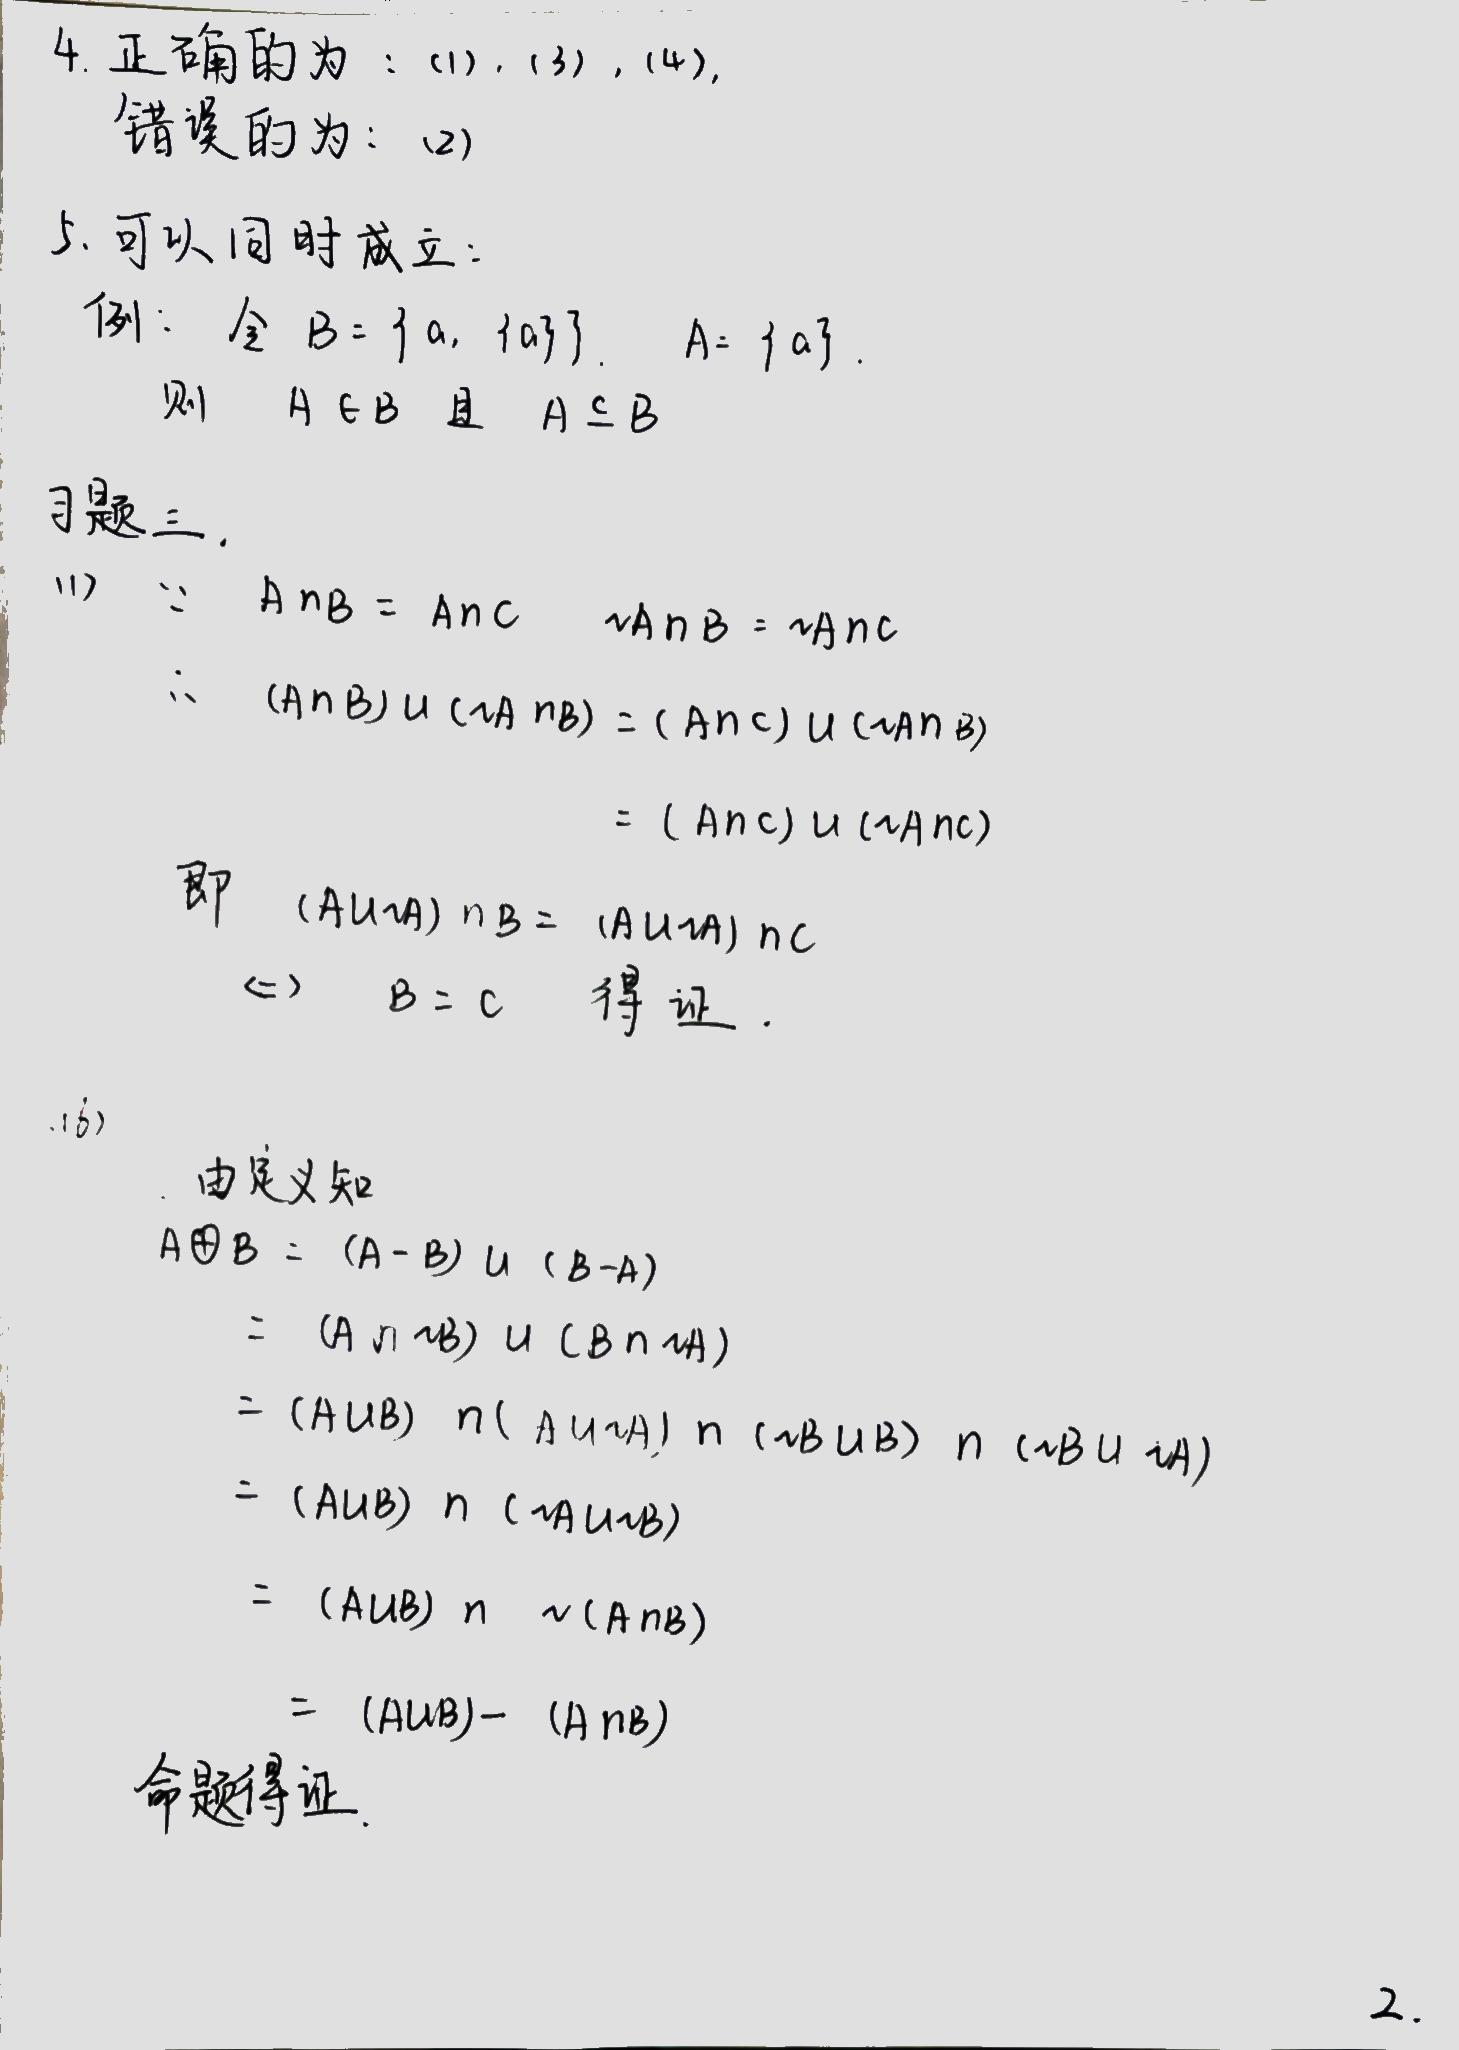 4. 正确的为：(1)，(3)，(4)，
错误的为：(2)
5. 可以同时成立：
例：令 B = {a, {a}}. A = {a}.
则 A ∈ B 且 A ⊆ B
习题三.
(1) ∵ A∩B = A∩C ~A∩B = ~A∩C
∴ (A∩B)∪(~A∩B) = (A∩C)∪(~A∩B)
= (A∩C)∪(~A∩C)
即 (A∪~A)∩B = (A∪~A)∩C
<=> B = C 得证.
(6)
由定义知
A⊕B = (A-B)∪(B-A)
= (A∩~B)∪(B∩~A)
= (A∪B)∩(A∪~A)∩(~B∪B)∩(~B∪~A)
= (A∪B)∩(~A∪~B)
= (A∪B)∩ ~(A∩B)
= (A∪B)-(A∩B)
命题得证.
2.